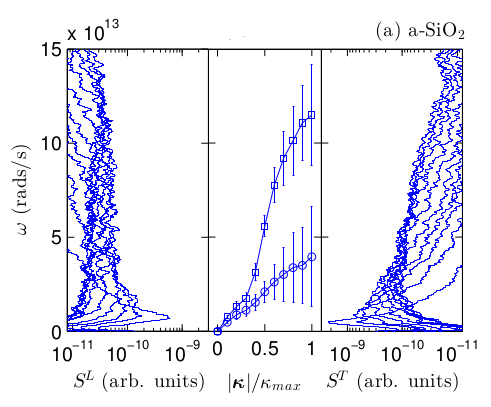 x 10^13
(a) a-SiO₂
15
10
5
0
ω (rads/s)
10^−11 10^−10 10^−9 0 0.5 1 10^−9 10^−10 10^−11
S^L (arb. units) |κ|/κ_max S^T (arb. units)